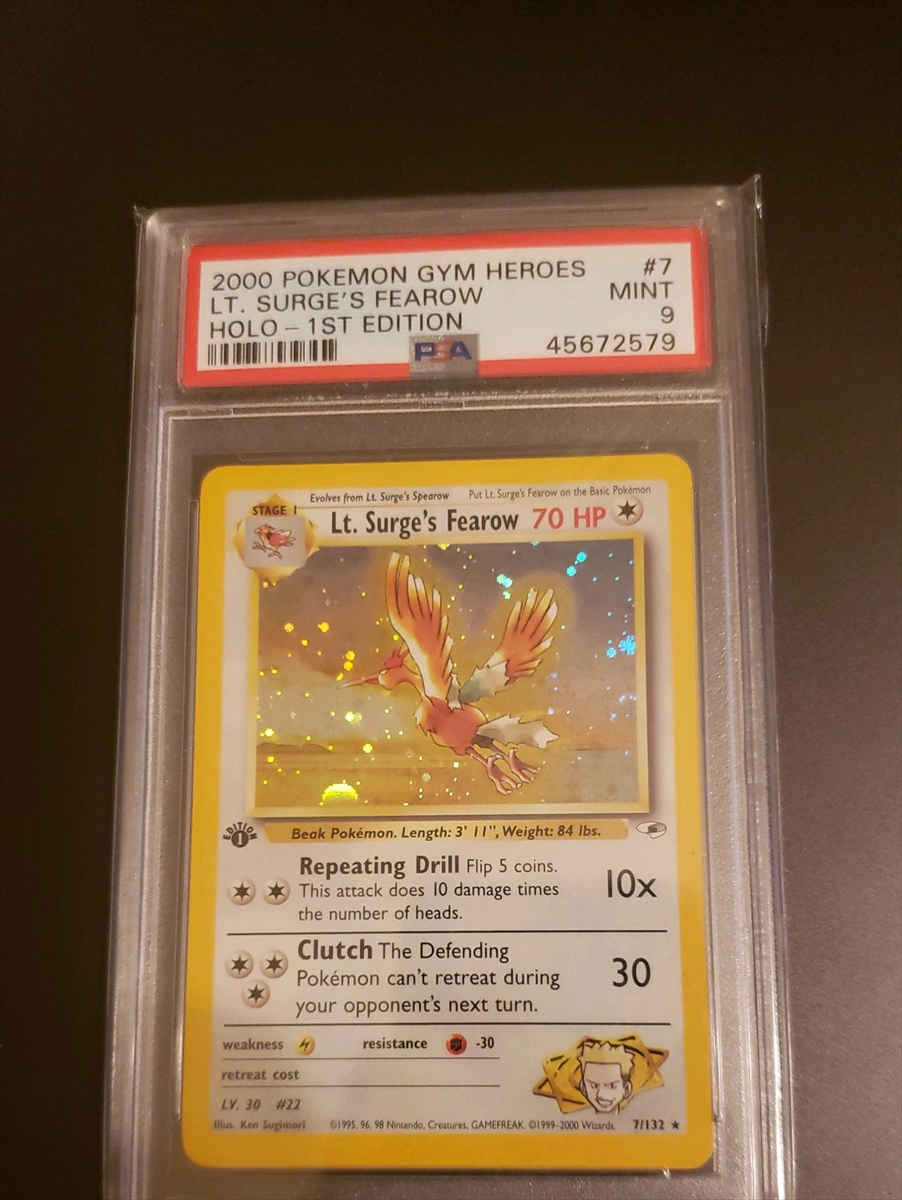 2000 POKEMON GYM HEROES #7
LT. SURGE'S FEAROW MINT
HOLO - 1ST EDITION 9
PSA 45672579
Evolves from Lt. Surge's Spearow Put Lt. Surge's Fearow on the Basic Pokémon
STAGE 1
Lt. Surge's Fearow 70 HP
EDITION
1
Beak Pokémon. Length: 3' 11", Weight: 84 lbs.
Repeating Drill Flip 5 coins.
This attack does 10 damage times
the number of heads.
10x
Clutch The Defending
Pokémon can't retreat during
your opponent's next turn.
30
weakness resistance -30
retreat cost
LV. 30 #22
Illus. Ken Sugimori ©1995, 96, 98 Nintendo, Creatures, GAMEFREAK. ©1999-2000 Wizards. 7/132 ★